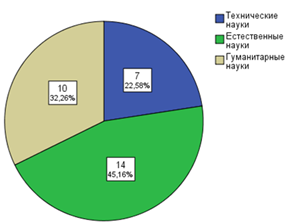 Технические
науки
Естественные
науки
Гуманитарные
науки
7
22,58%
10
32,26%
14
45,16%